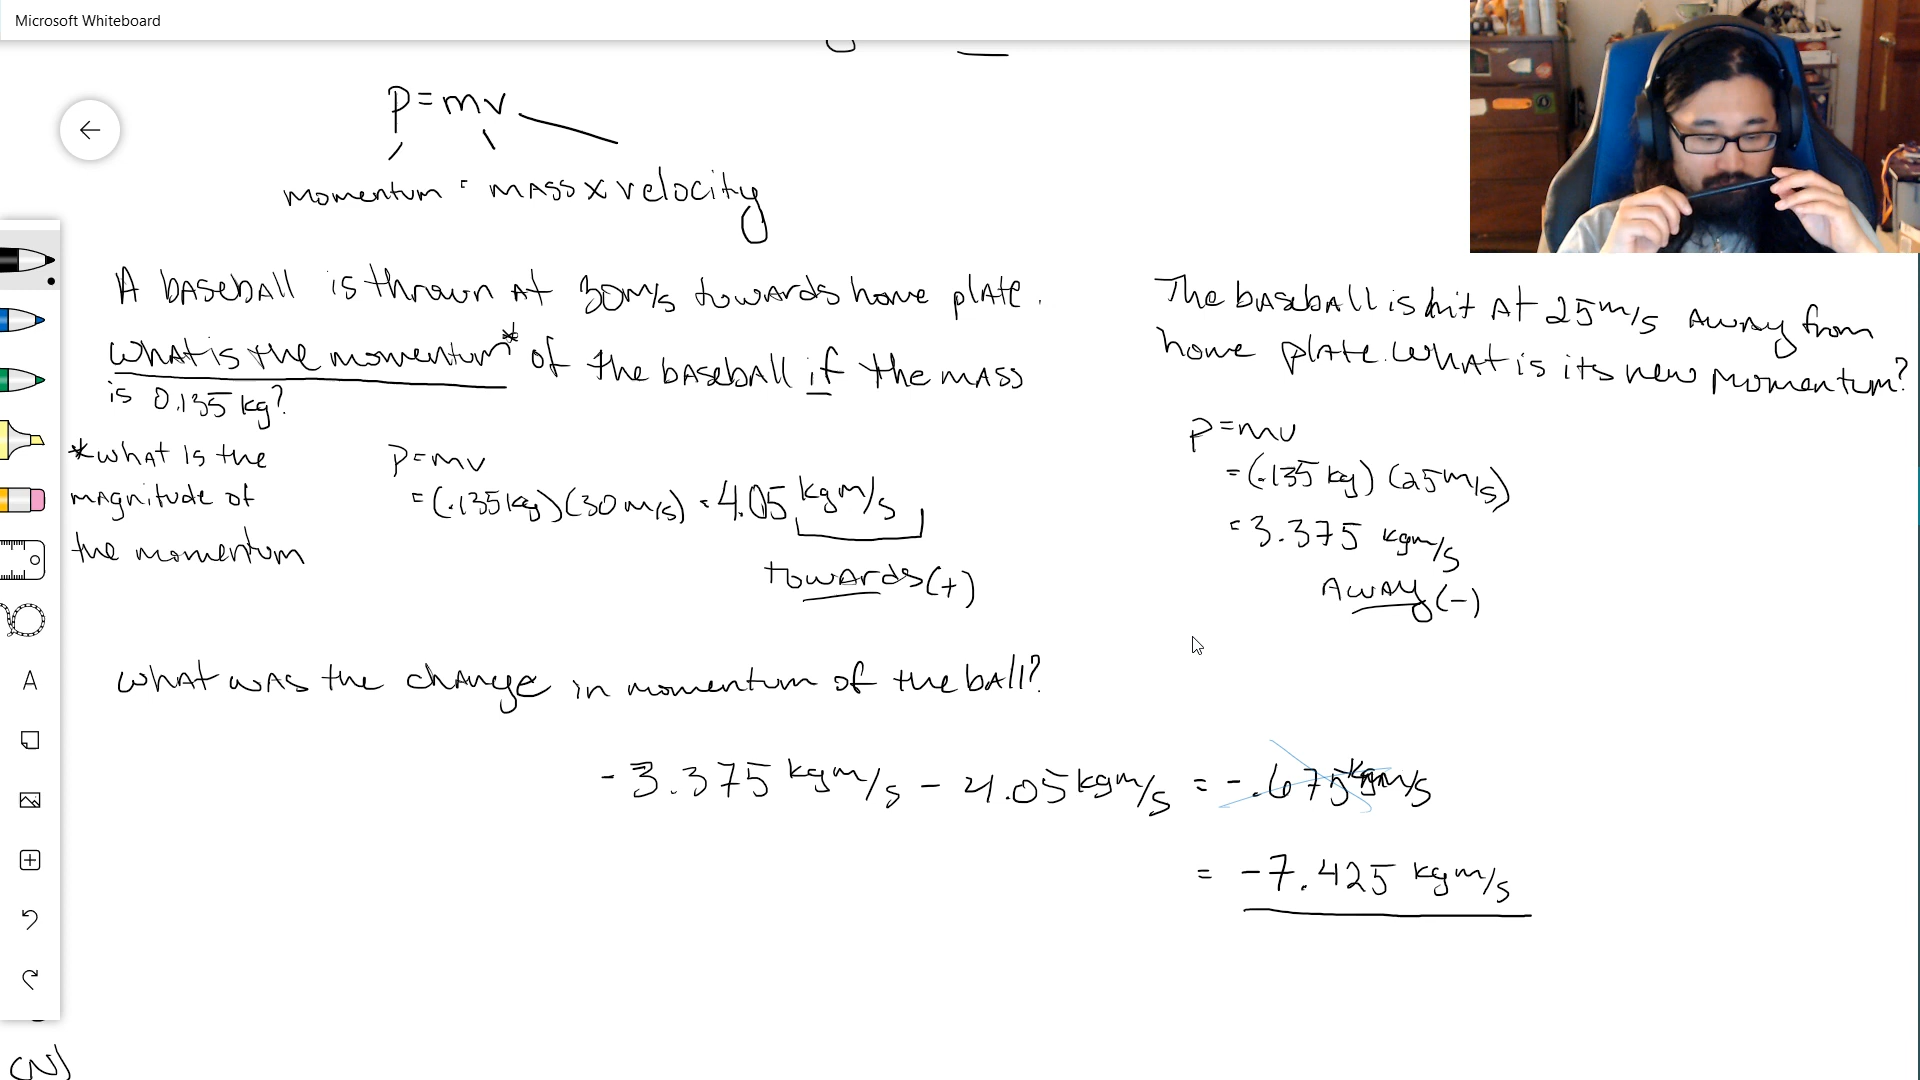 Microsoft Whiteboard
p=mv
momentum = mass x velocity
A baseball is thrown at 30m/s towards home plate.
What is the momentum* of the baseball if the mass
is 0.135 kg?
*what is the
magnitude of
the momentum
p=mv
=(.135kg)(30 m/s) = 4.05 kgm/s
towards(+)
The baseball is hit at 25m/s away from
home plate. What is its new momentum?
p=mv
=(.135 kg)(25m/s)
=3.375 kgm/s
Away(-)
What was the change in momentum of the ball?
-3.375 kgm/s - 4.05 kgm/s = -.675 kgm/s
= -7.425 kgm/s
A
(N)